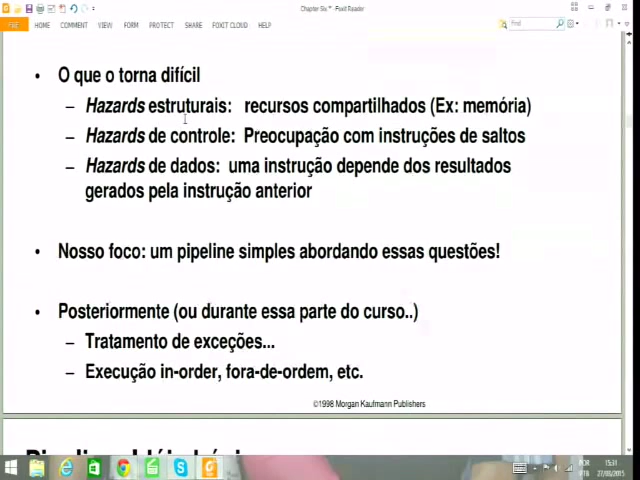 Chapter Six - Foxit Reader
FILE HOME COMMENT VIEW FORM PROTECT SHARE FOXIT CLOUD HELP Find
• O que o torna difícil
– Hazards estruturais: recursos compartilhados (Ex: memória)
– Hazards de controle: Preocupação com instruções de saltos
– Hazards de dados: uma instrução depende dos resultados
gerados pela instrução anterior
• Nosso foco: um pipeline simples abordando essas questões!
• Posteriormente (ou durante essa parte do curso..)
– Tratamento de exceções...
– Execução in-order, fora-de-ordem, etc.
©1998 Morgan Kaufmann Publishers
POR 15:31
PTB 27/08/2015